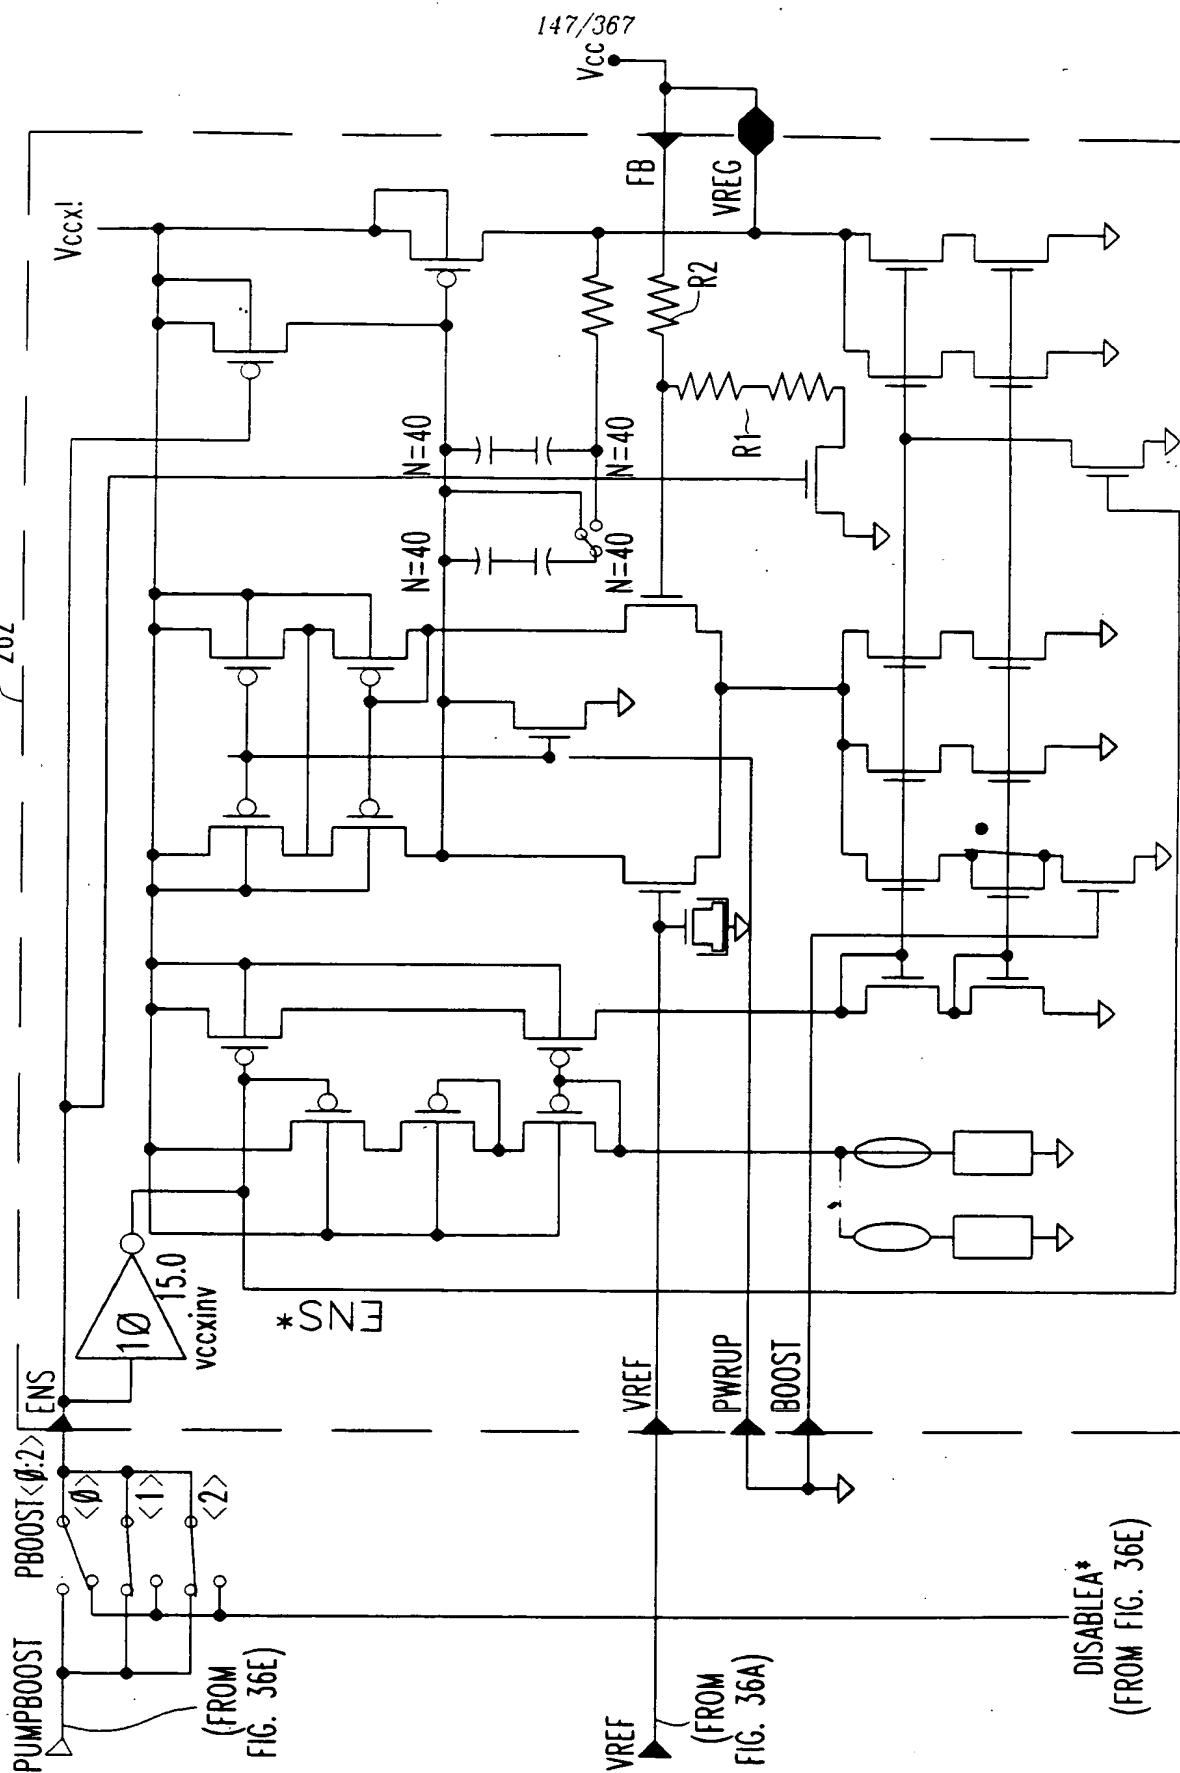 147/367
262
Vcc
Vccx!
FB
VREG
R2
R1
N=40
N=40
N=40
N=40
10
15.0
vccxinv
ENS*
ENS
VREF
PWRUP
BOOST
PBOOST<0:2>
<0>
<1>
<2>
PUMPBOOST
(FROM
FIG. 36E)
VREF
(FROM
FIG. 36A)
DISABLEA*
(FROM FIG. 36E)